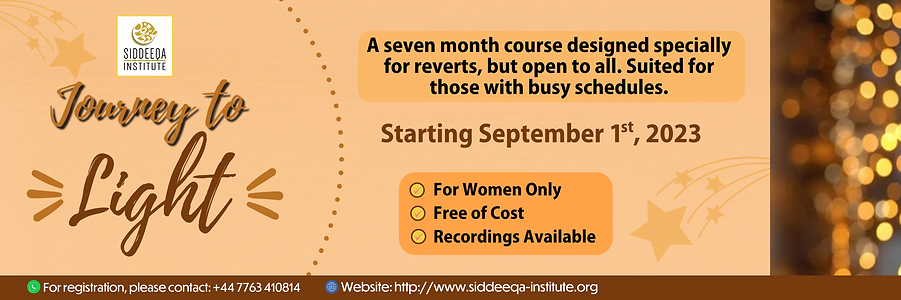 SIDDEEQA
INSTITUTE
Journey to
Light
A seven month course designed specially
for reverts, but open to all. Suited for
those with busy schedules.
Starting September 1st, 2023
For Women Only
Free of Cost
Recordings Available
For registration, please contact: +44 7763 410814
Website: http://www.siddeeqa-institute.org